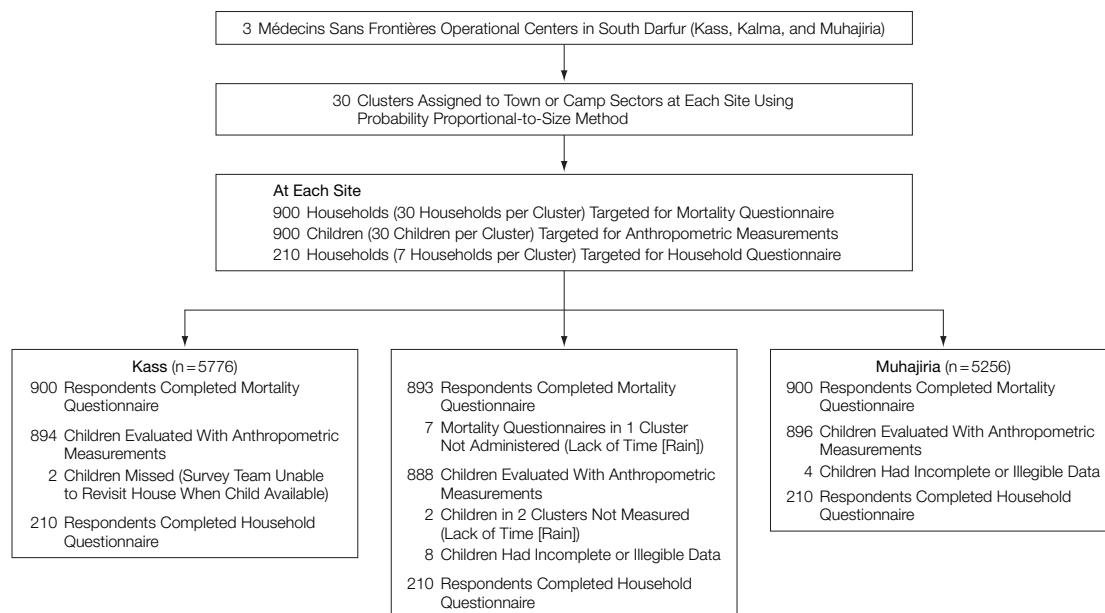 3 Médecins Sans Frontières Operational Centers in South Darfur (Kass, Kalma, and Muhajiria)
30 Clusters Assigned to Town or Camp Sectors at Each Site Using
Probability Proportional-to-Size Method
At Each Site
900 Households (30 Households per Cluster) Targeted for Mortality Questionnaire
900 Children (30 Children per Cluster) Targeted for Anthropometric Measurements
210 Households (7 Households per Cluster) Targeted for Household Questionnaire
Kass (n = 5776)
900 Respondents Completed Mortality
Questionnaire
894 Children Evaluated With Anthropometric
Measurements
2 Children Missed (Survey Team Unable
to Revisit House When Child Available)
210 Respondents Completed Household
Questionnaire
893 Respondents Completed Mortality
Questionnaire
7 Mortality Questionnaires in 1 Cluster
Not Administered (Lack of Time [Rain])
888 Children Evaluated With Anthropometric
Measurements
2 Children in 2 Clusters Not Measured
(Lack of Time [Rain])
8 Children Had Incomplete or Illegible Data
210 Respondents Completed Household
Questionnaire
Muhajiria (n = 5256)
900 Respondents Completed Mortality
Questionnaire
896 Children Evaluated With Anthropometric
Measurements
4 Children Had Incomplete or Illegible Data
210 Respondents Completed Household
Questionnaire